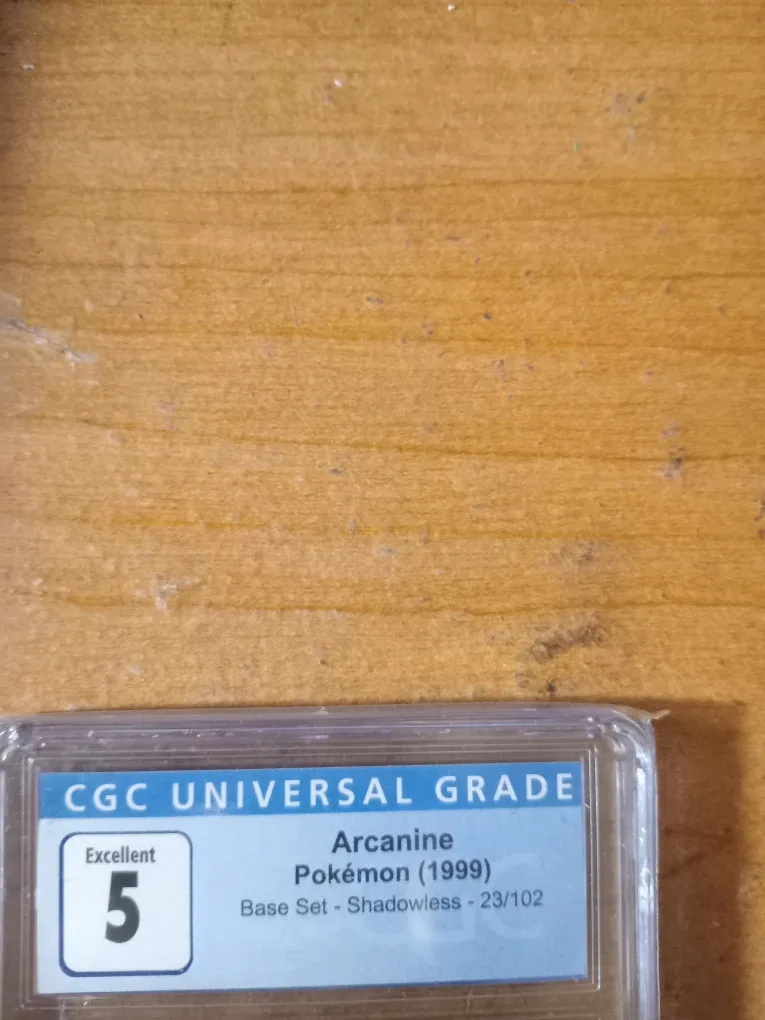 CGC UNIVERSAL GRADE
Excellent
5
Arcanine
Pokémon (1999)
Base Set - Shadowless - 23/102